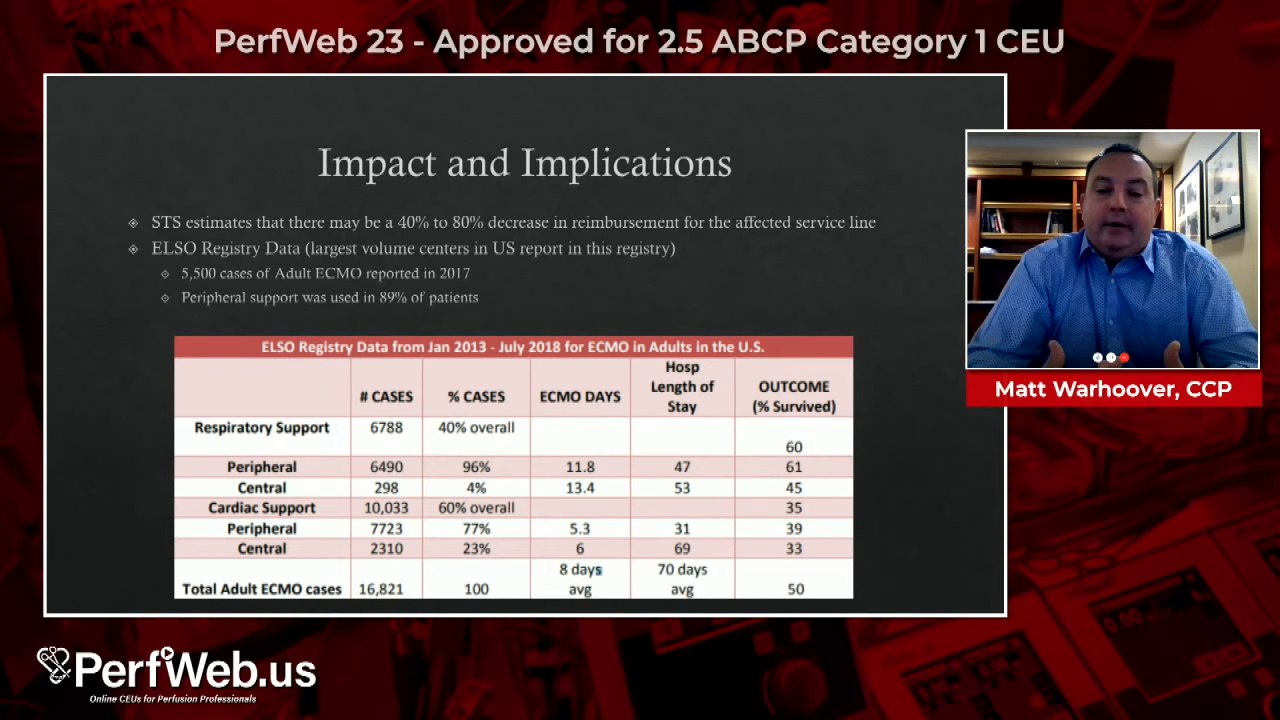 PerfWeb 23 - Approved for 2.5 ABCP Category 1 CEU
Impact and Implications
STS estimates that there may be a 40% to 80% decrease in reimbursement for the affected service line
ELSO Registry Data (largest volume centers in US report in this registry)
5,500 cases of Adult ECMO reported in 2017
Peripheral support was used in 89% of patients
ELSO Registry Data from Jan 2013 - July 2018 for ECMO in Adults in the U.S.
# CASES % CASES ECMO DAYS Hosp Length of Stay OUTCOME (% Survived)
Respiratory Support 6788 40% overall 60
Peripheral 6490 96% 11.8 47 61
Central 298 4% 13.4 53 45
Cardiac Support 10,033 60% overall 35
Peripheral 7723 77% 5.3 31 39
Central 2310 23% 6 69 33
Total Adult ECMO cases 16,821 100 8 days avg 70 days avg 50
Matt Warhoover, CCP
PerfWeb.us
Online CEUs for Perfusion Professionals